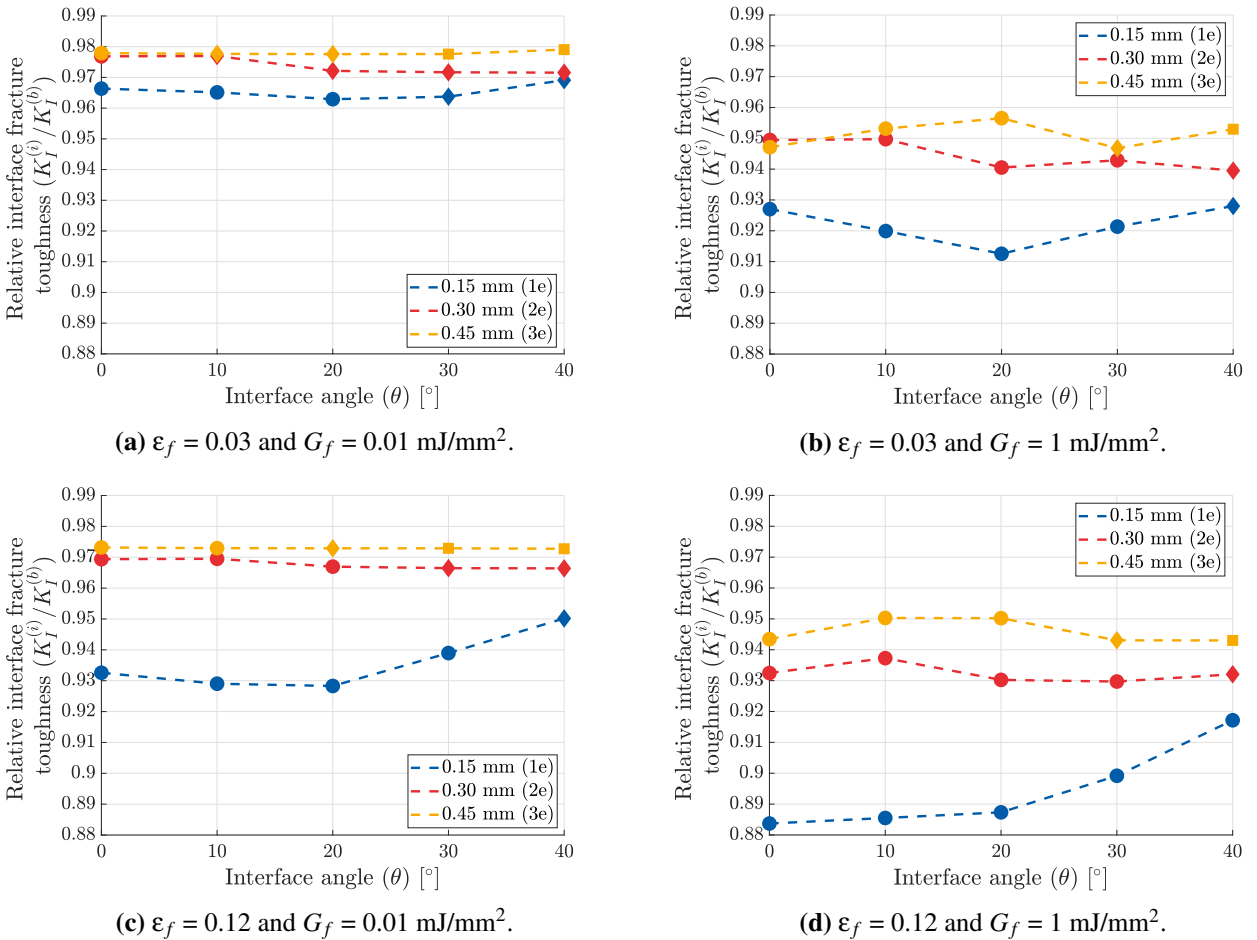 0.99
0.98
0.97
0.96
0.95
0.94
0.93
0.92
0.91
0.9
0.89
0.88
Relative interface fracture
toughness (K_I^{(i)}/K_I^{(b)})
0.15 mm (1e)
0.30 mm (2e)
0.45 mm (3e)
0 10 20 30 40
Interface angle (θ) [°]
(a) ε_f = 0.03 and G_f = 0.01 mJ/mm².
0.99
0.98
0.97
0.96
0.95
0.94
0.93
0.92
0.91
0.9
0.89
0.88
Relative interface fracture
toughness (K_I^{(i)}/K_I^{(b)})
0.15 mm (1e)
0.30 mm (2e)
0.45 mm (3e)
0 10 20 30 40
Interface angle (θ) [°]
(b) ε_f = 0.03 and G_f = 1 mJ/mm².
0.99
0.98
0.97
0.96
0.95
0.94
0.93
0.92
0.91
0.9
0.89
0.88
Relative interface fracture
toughness (K_I^{(i)}/K_I^{(b)})
0.15 mm (1e)
0.30 mm (2e)
0.45 mm (3e)
0 10 20 30 40
Interface angle (θ) [°]
(c) ε_f = 0.12 and G_f = 0.01 mJ/mm².
0.99
0.98
0.97
0.96
0.95
0.94
0.93
0.92
0.91
0.9
0.89
0.88
Relative interface fracture
toughness (K_I^{(i)}/K_I^{(b)})
0.15 mm (1e)
0.30 mm (2e)
0.45 mm (3e)
0 10 20 30 40
Interface angle (θ) [°]
(d) ε_f = 0.12 and G_f = 1 mJ/mm².